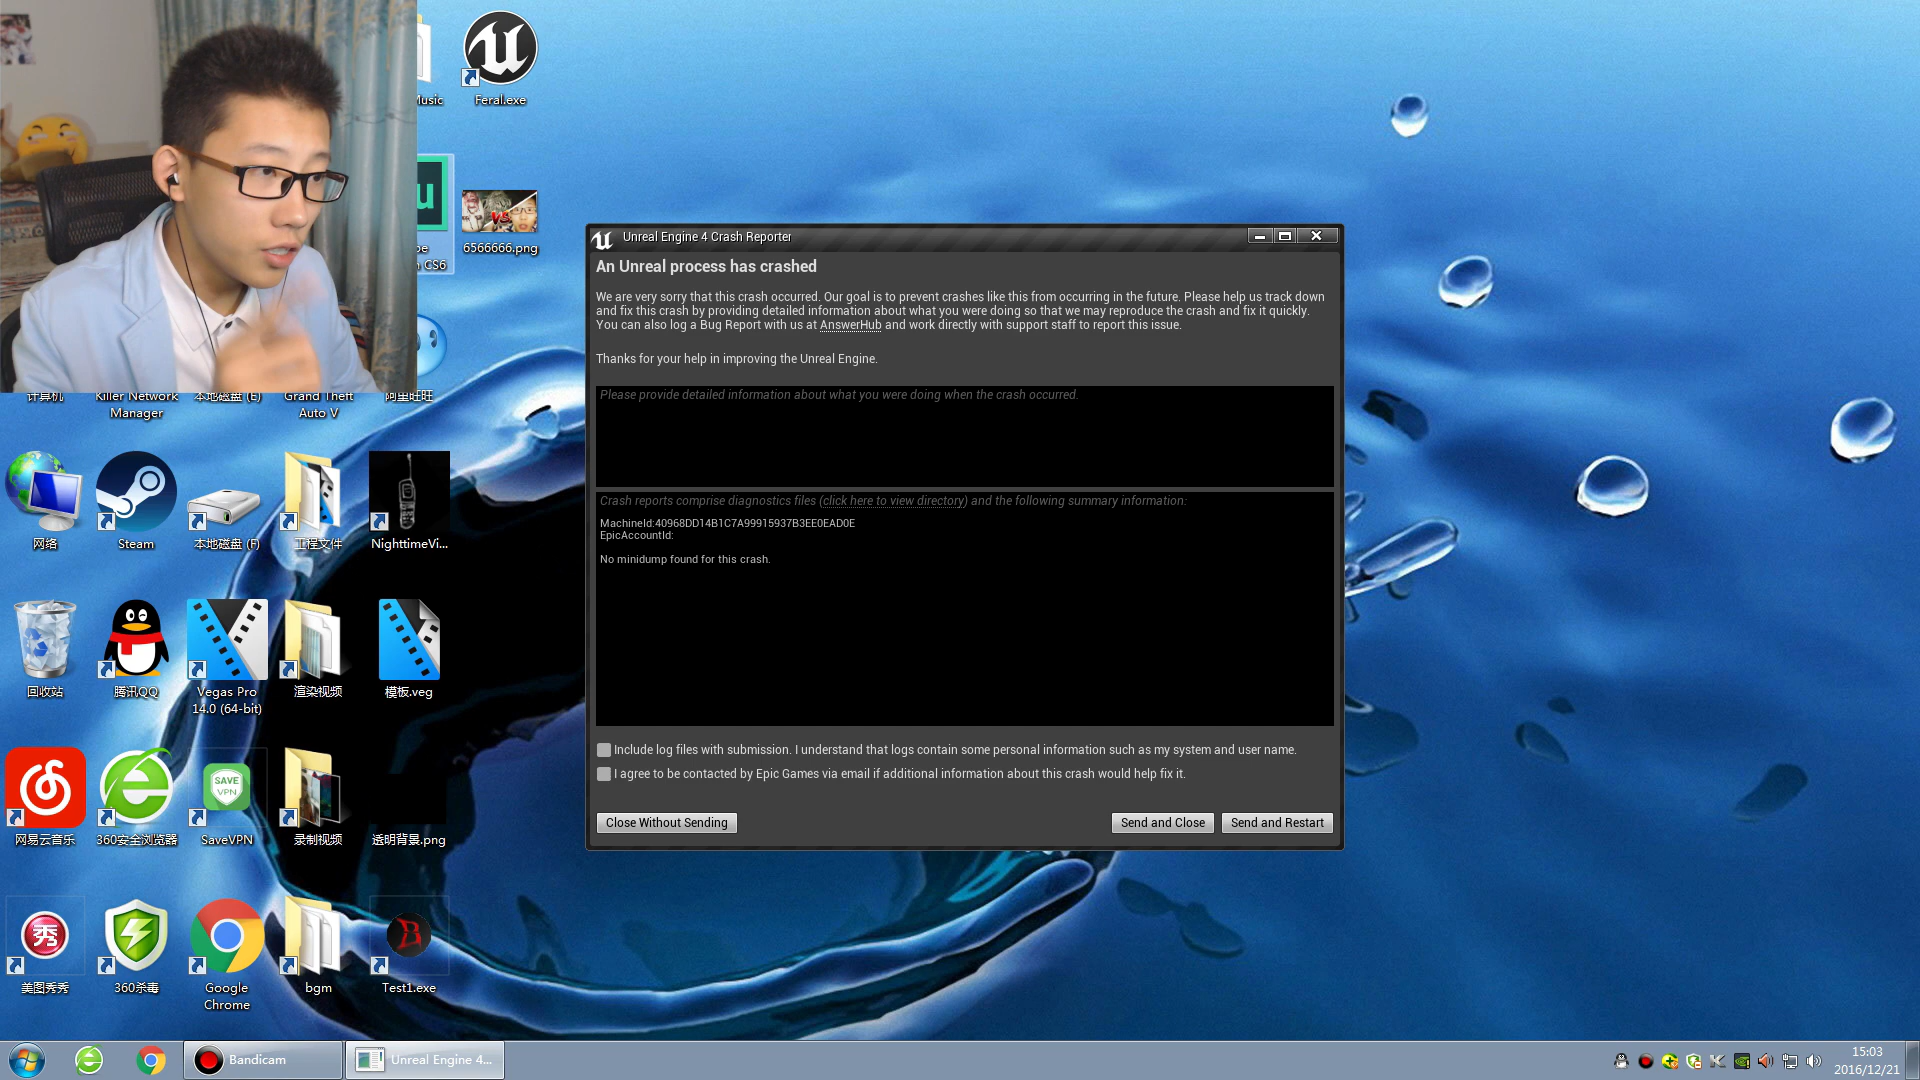 Music
Feral.exe
CS6
6566666.png
计算机
Killer Network
Manager
本地磁盘 (E)
Grand Theft
Auto V
阿里旺旺
网络
Steam
本地磁盘 (F)
工程文件
NighttimeVi...
回收站
腾讯QQ
Vegas Pro
14.0 (64-bit)
渲染视频
模板.veg
网易云音乐
360安全浏览器
SAVE
VPN
SaveVPN
录制视频
透明背景.png
秀
美图秀秀
360杀毒
Google
Chrome
bgm
Test1.exe
VS.
Unreal Engine 4 Crash Reporter
An Unreal process has crashed
We are very sorry that this crash occurred. Our goal is to prevent crashes like this from occurring in the future. Please help us track down
and fix this crash by providing detailed information about what you were doing so that we may reproduce the crash and fix it quickly.
You can also log a Bug Report with us at AnswerHub and work directly with support staff to report this issue.
Thanks for your help in improving the Unreal Engine.
Please provide detailed information about what you were doing when the crash occurred.
Crash reports comprise diagnostics files (click here to view directory) and the following summary information:
MachineId:40968DD14B1C7A99915937B3EE0EAD0E
EpicAccountId:
No minidump found for this crash.
Include log files with submission. I understand that logs contain some personal information such as my system and user name.
I agree to be contacted by Epic Games via email if additional information about this crash would help fix it.
Close Without Sending
Send and Close
Send and Restart
Bandicam
Unreal Engine 4...
15:03
2016/12/21